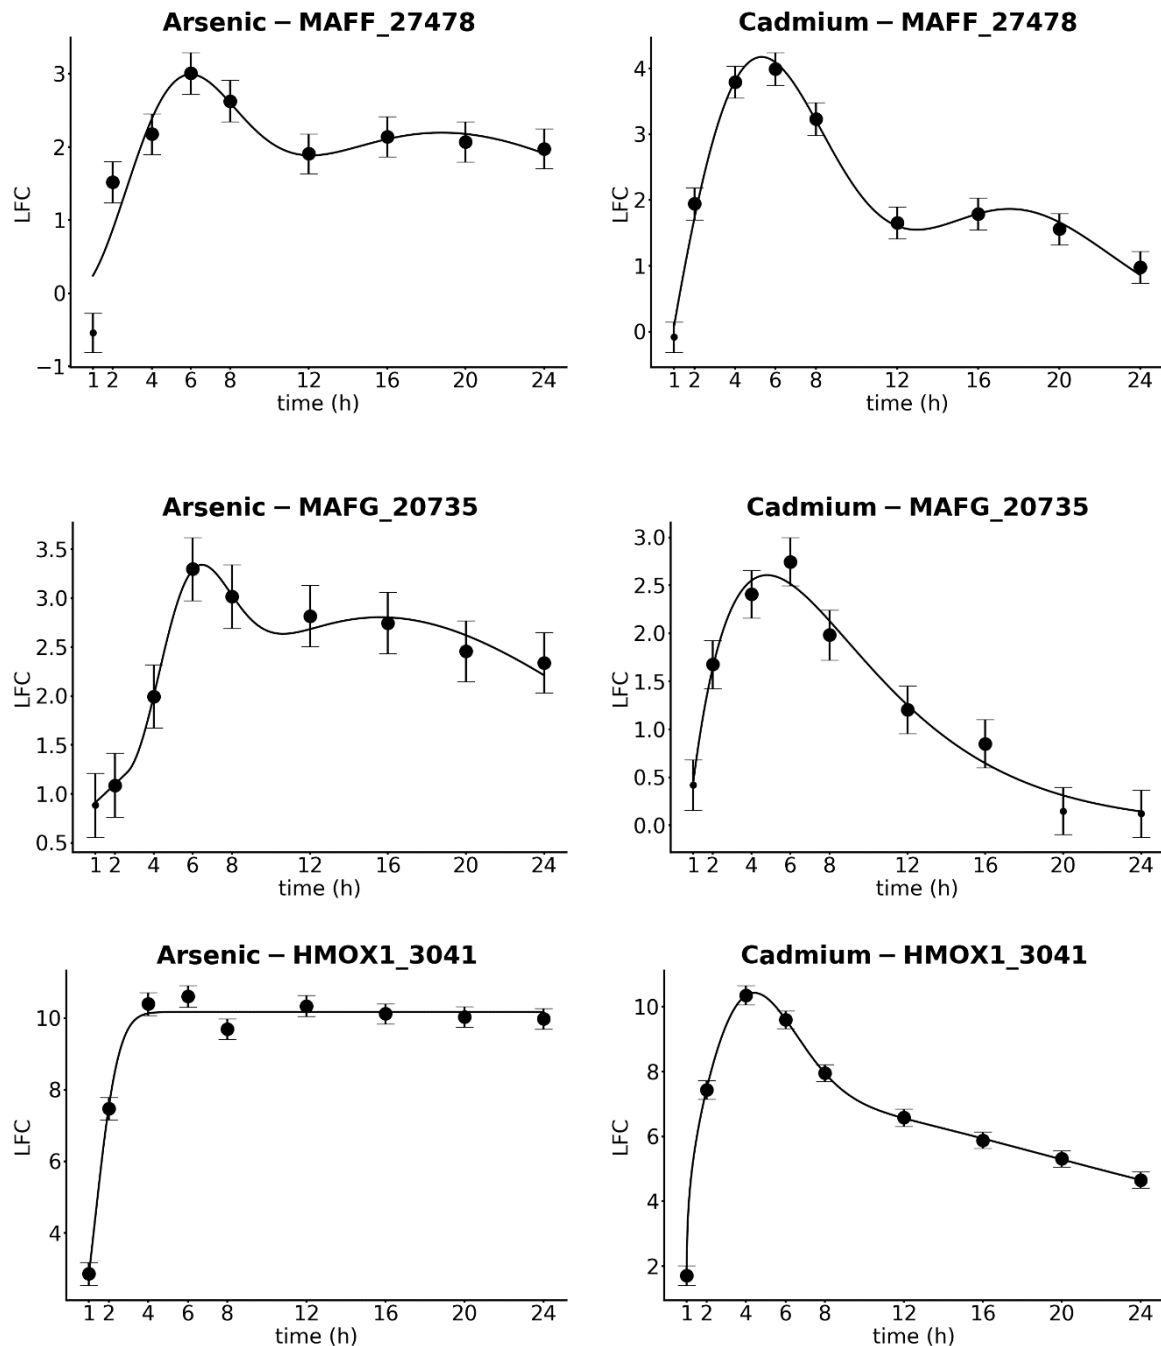 Arsenic – MAFF_27478
3
2
1
0
−1
LFC
1 2 4 6 8 12 16 20 24
time (h)
Cadmium – MAFF_27478
4
3
2
1
0
LFC
1 2 4 6 8 12 16 20 24
time (h)
Arsenic – MAFG_20735
3.5
3.0
2.5
2.0
1.5
1.0
0.5
LFC
1 2 4 6 8 12 16 20 24
time (h)
Cadmium – MAFG_20735
3.0
2.5
2.0
1.5
1.0
0.5
0.0
LFC
1 2 4 6 8 12 16 20 24
time (h)
Arsenic – HMOX1_3041
10
8
6
4
LFC
1 2 4 6 8 12 16 20 24
time (h)
Cadmium – HMOX1_3041
10
8
6
4
2
LFC
1 2 4 6 8 12 16 20 24
time (h)